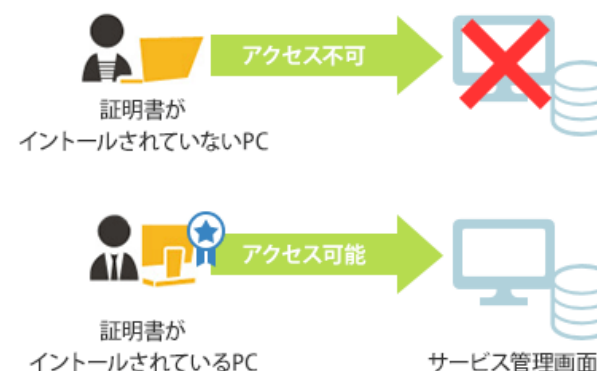 アクセス不可
証明書が
イントールされていないPC
アクセス可能
証明書が
イントールされているPC
サービス管理画面